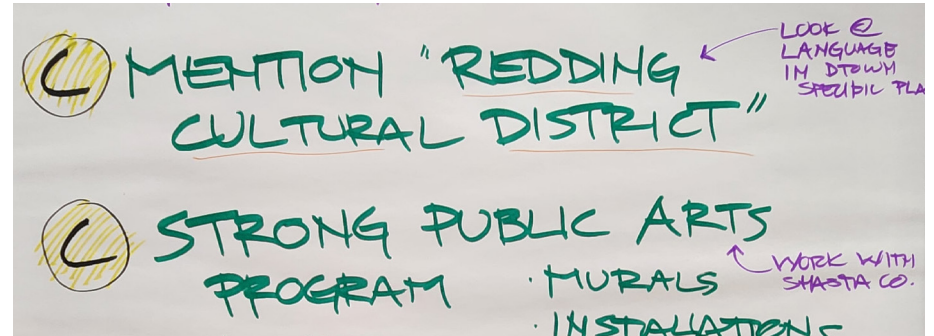 C MENTION "REDDING
CULTURAL DISTRICT"
LOOK @
LANGUAGE
IN DTOWN
SPECIFIC PLA
C STRONG PUBLIC ARTS
PROGRAM
· MURALS
· INSTALLATIONS
WORK WITH
SHASTA CO.